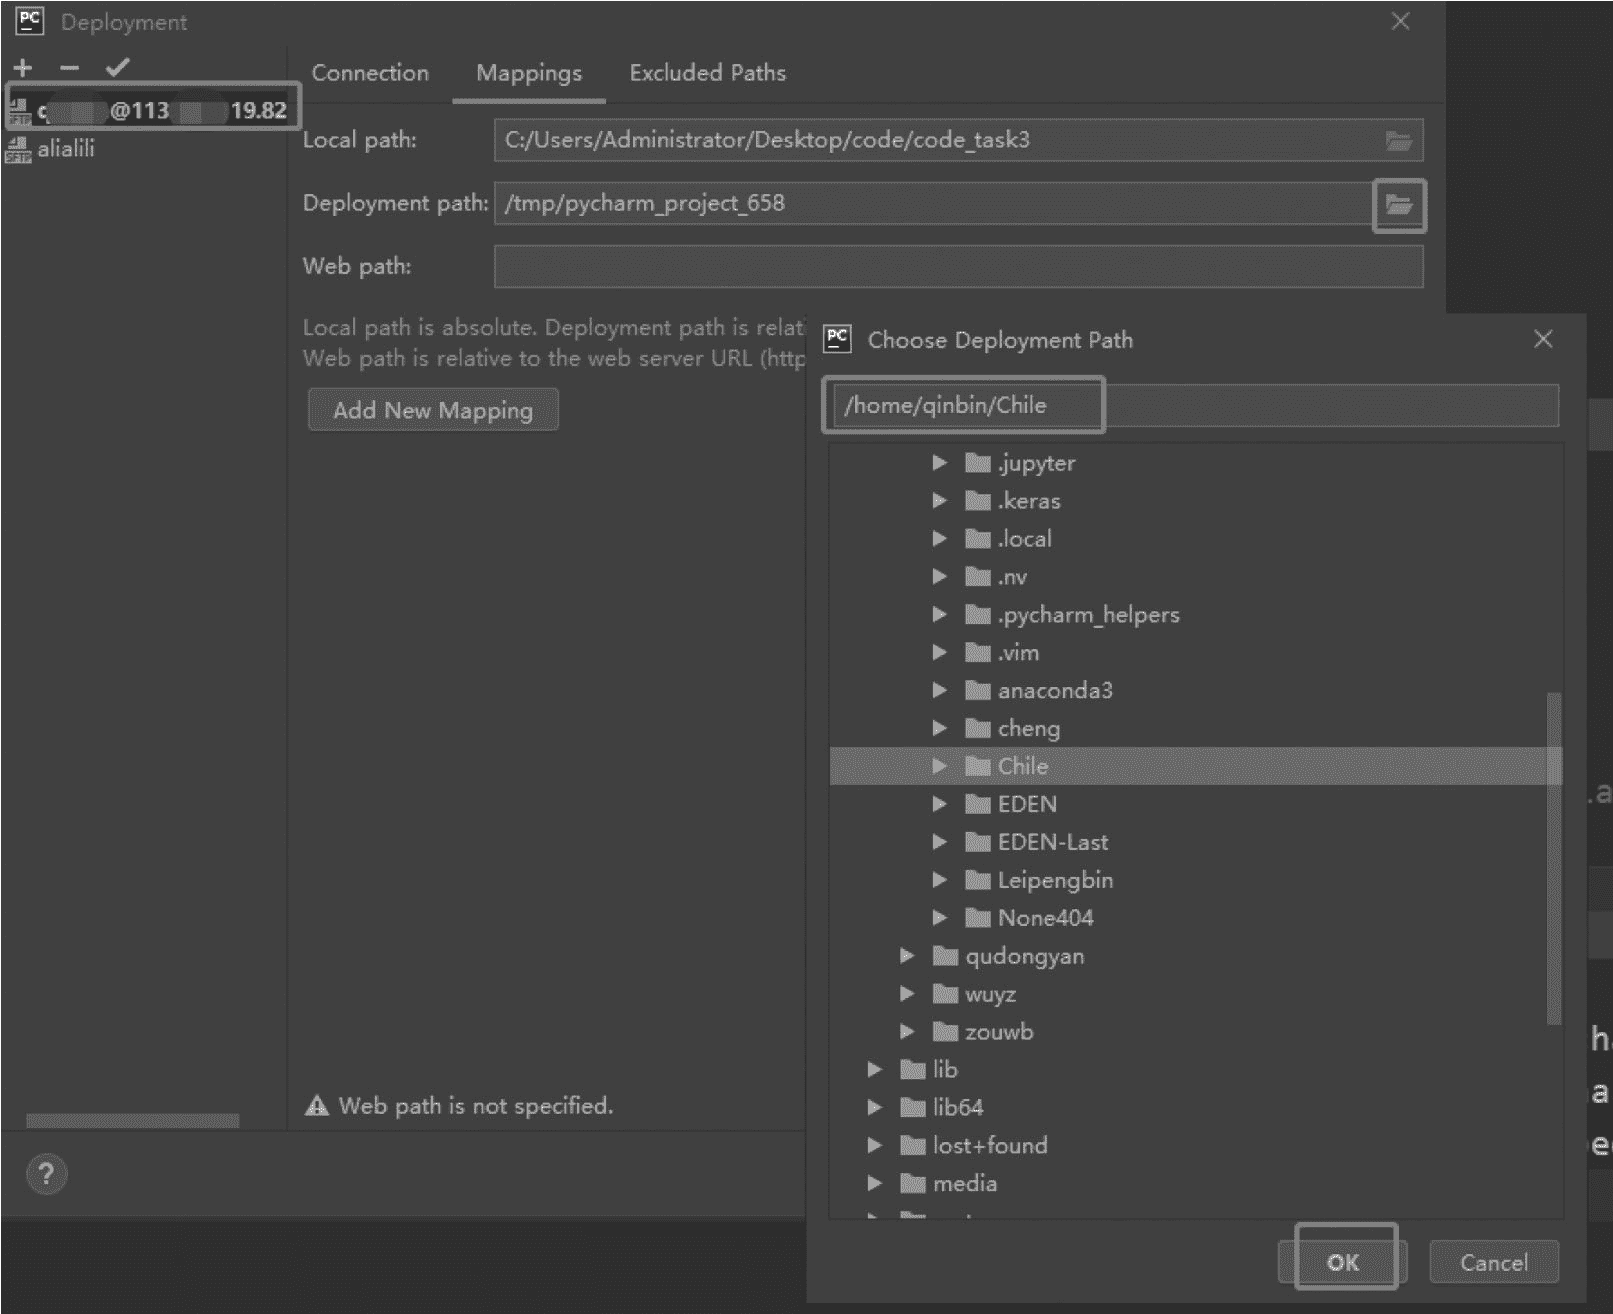 PC Deployment
Connection Mappings Excluded Paths
@113 19.82
alialili
Local path: C:/Users/Administrator/Desktop/code/code_task3
Deployment path: /tmp/pycharm_project_658
Web path:
Local path is absolute. Deployment path is relati
Web path is relative to the web server URL (http
Add New Mapping
Web path is not specified.
?
PC Choose Deployment Path
/home/qinbin/Chile
.jupyter
.keras
.local
.nv
.pycharm_helpers
.vim
anaconda3
cheng
Chile
EDEN
EDEN-Last
Leipengbin
None404
qudongyan
wuyz
zouwb
lib
lib64
lost+found
media
OK Cancel